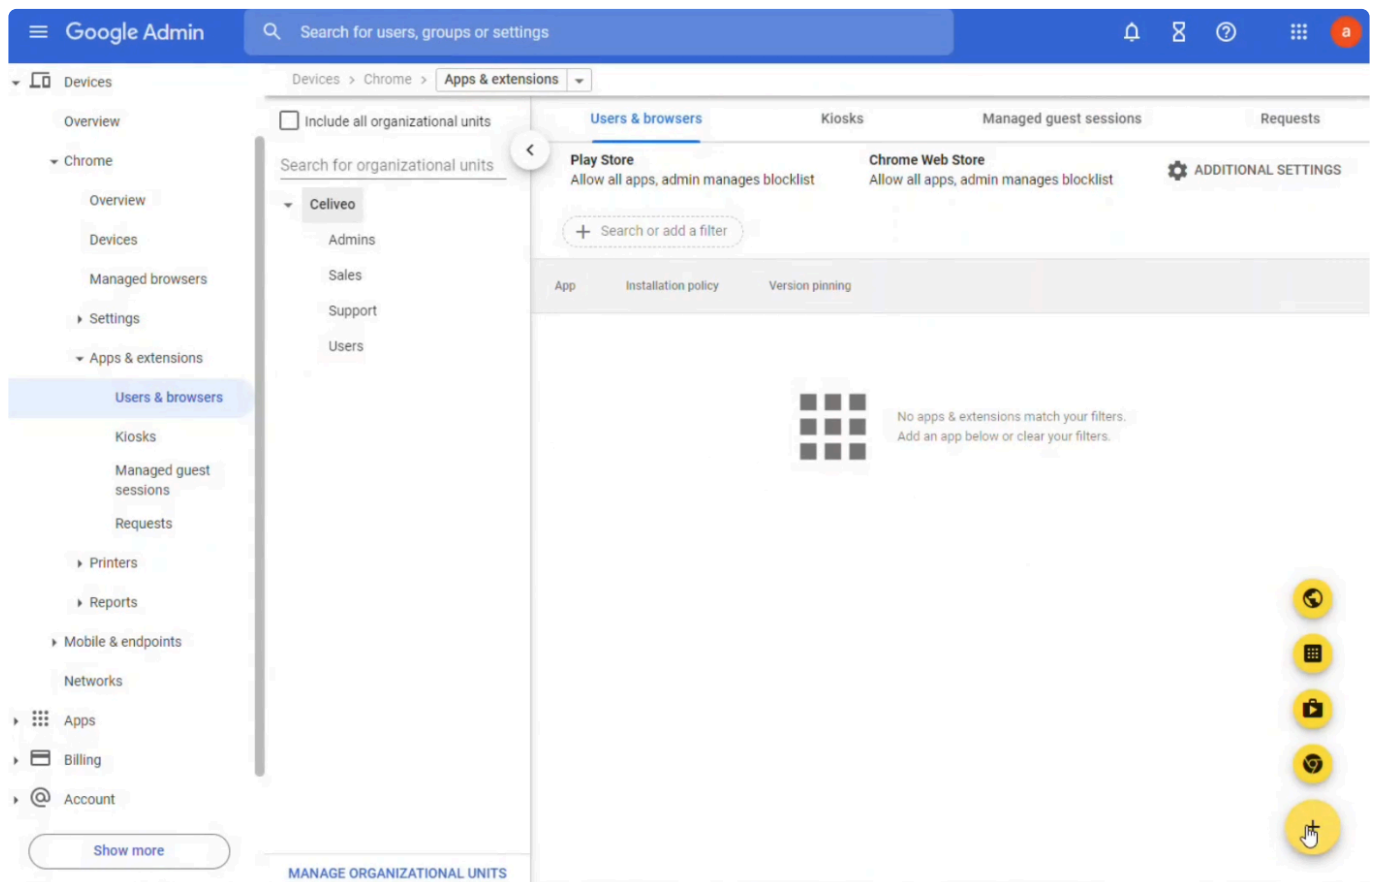 Google Admin
Search for users, groups or settings
a
Devices
Overview
Chrome
Overview
Devices
Managed browsers
Settings
Apps & extensions
Users & browsers
Kiosks
Managed guest
sessions
Requests
Printers
Reports
Mobile & endpoints
Networks
Apps
Billing
Account
Show more
Devices > Chrome > Apps & extensions
Include all organizational units
Search for organizational units
Celiveo
Admins
Sales
Support
Users
MANAGE ORGANIZATIONAL UNITS
Users & browsers Kiosks Managed guest sessions Requests
Play Store
Allow all apps, admin manages blocklist
Chrome Web Store
Allow all apps, admin manages blocklist
ADDITIONAL SETTINGS
Search or add a filter
App Installation policy Version pinning
No apps & extensions match your filters.
Add an app below or clear your filters.